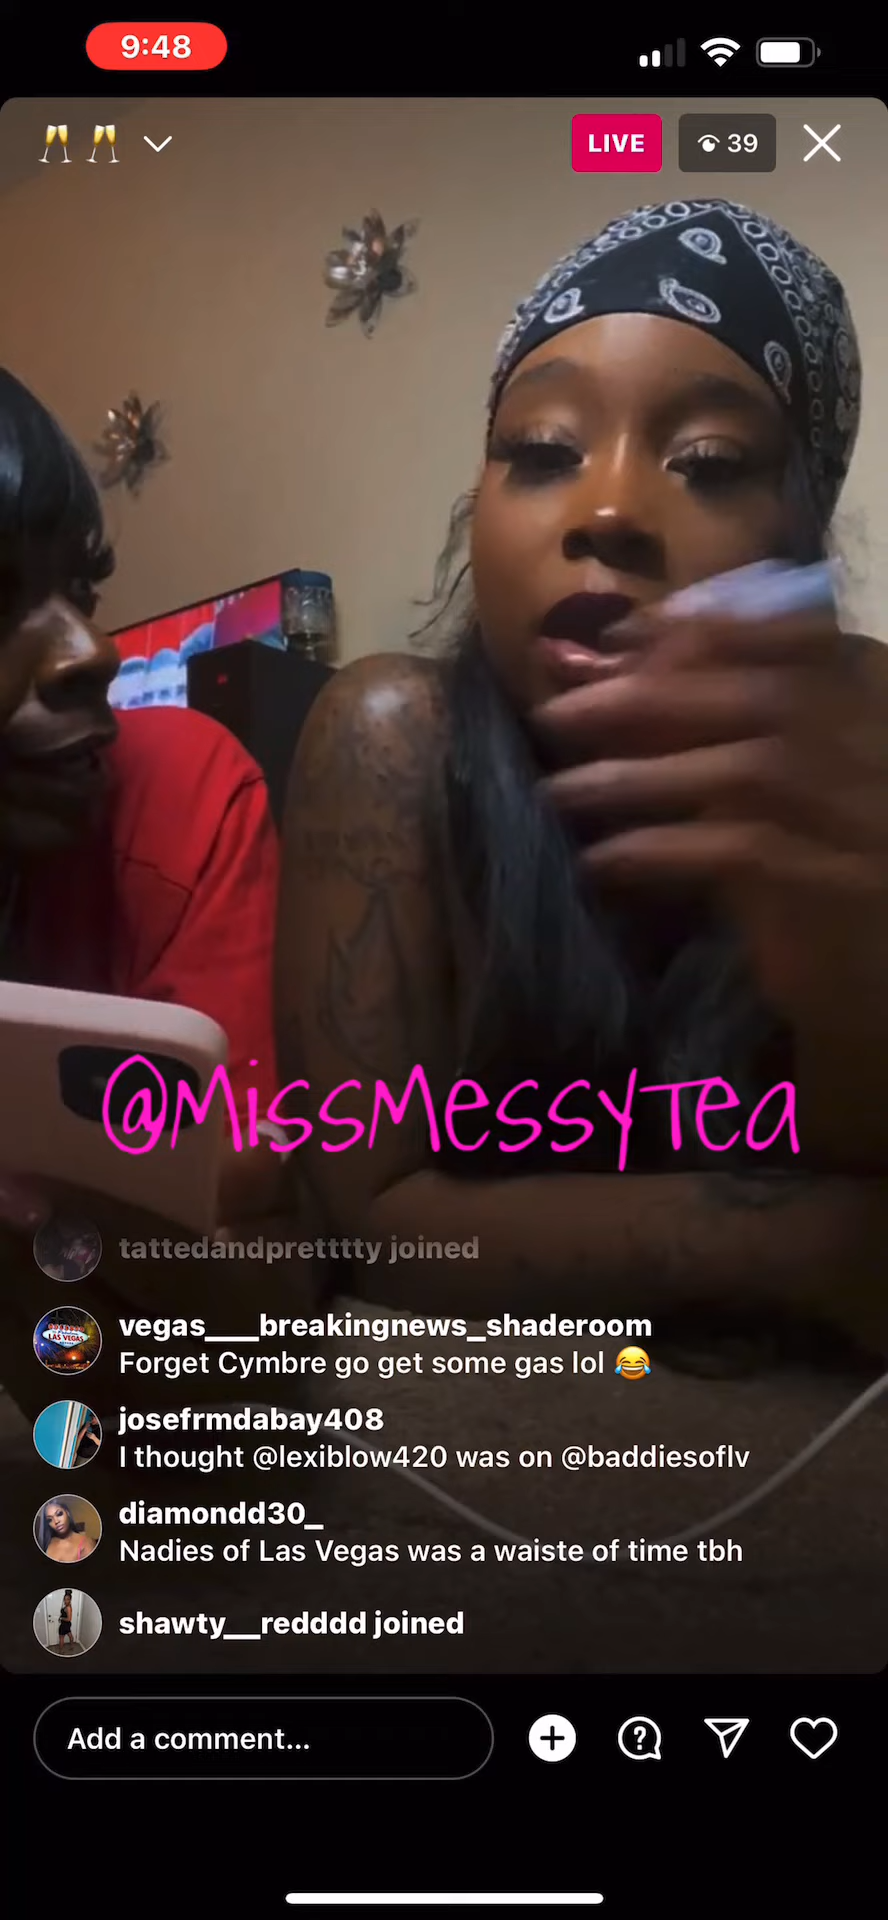 9:48
LIVE
39
@MissMessyTea
tattedandpretttty joined
vegas___breakingnews_shaderoom
Forget Cymbre go get some gas lol 😂
josefrmdabay408
I thought @lexiblow420 was on @baddiesoflv
diamondd30_
Nadies of Las Vegas was a waiste of time tbh
shawty__redddd joined
Add a comment...